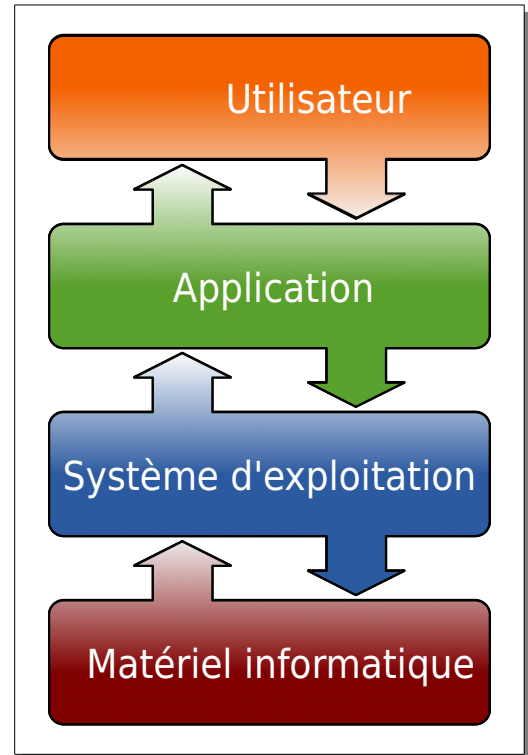 Utilisateur
Application
Système d'exploitation
Matériel informatique